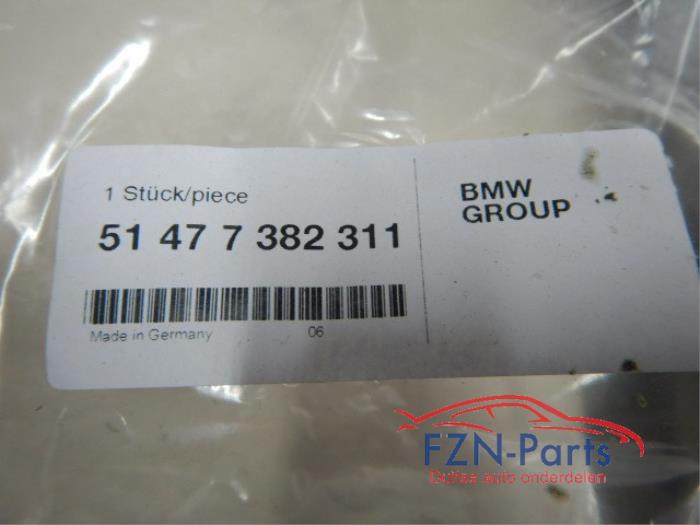 1 Stück/piece
51 47 7 382 311
Made in Germany 06
BMW
GROUP
FZN-Parts
Duitse auto onderdelen